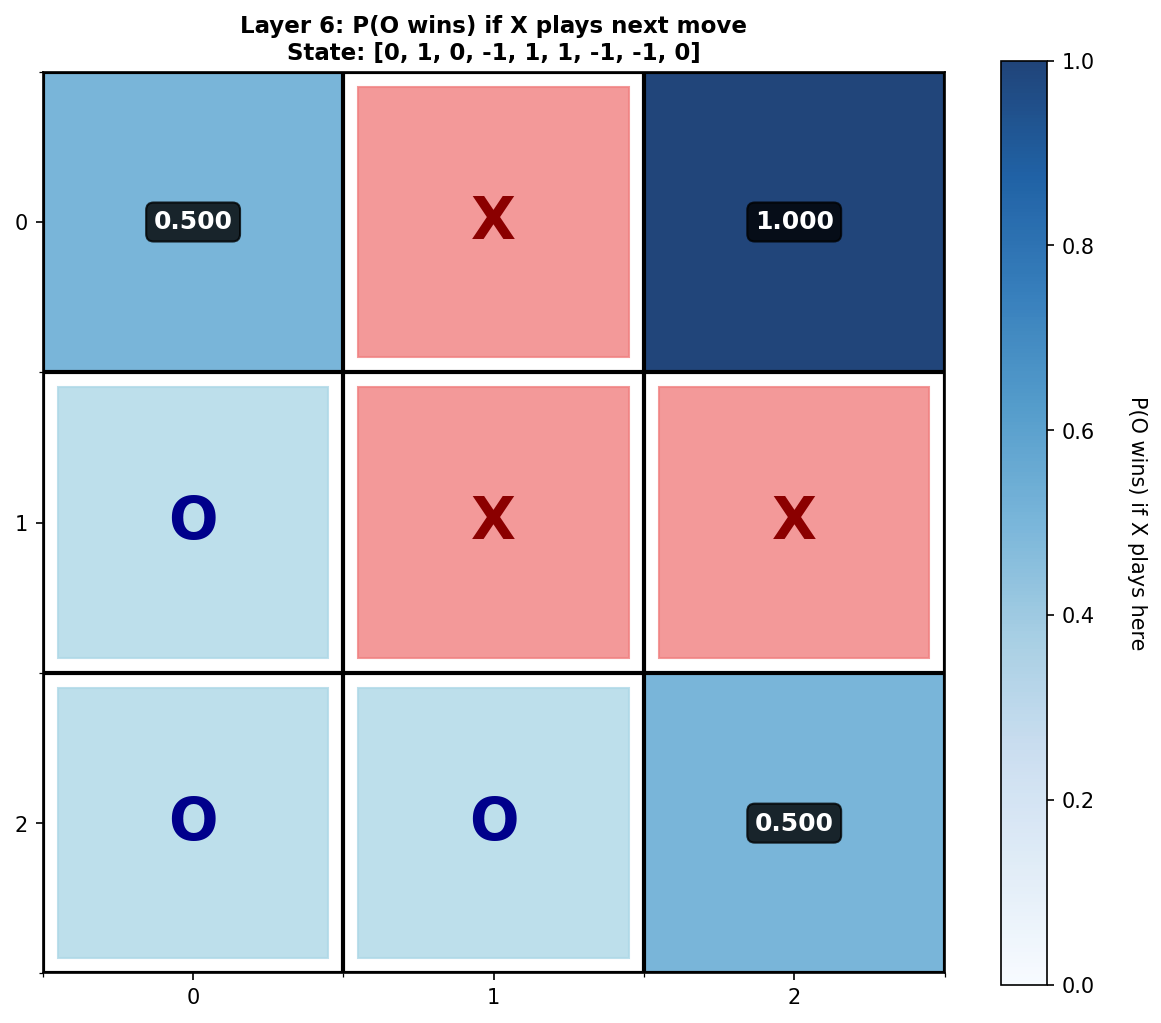 Layer 6: P(O wins) if X plays next move
State: [0, 1, 0, -1, 1, 1, -1, -1, 0]
0.500 X 1.000
O X X
O O 0.500
0
1
2
0 1 2
1.0
0.8
0.6
0.4
0.2
0.0
P(O wins) if X plays here